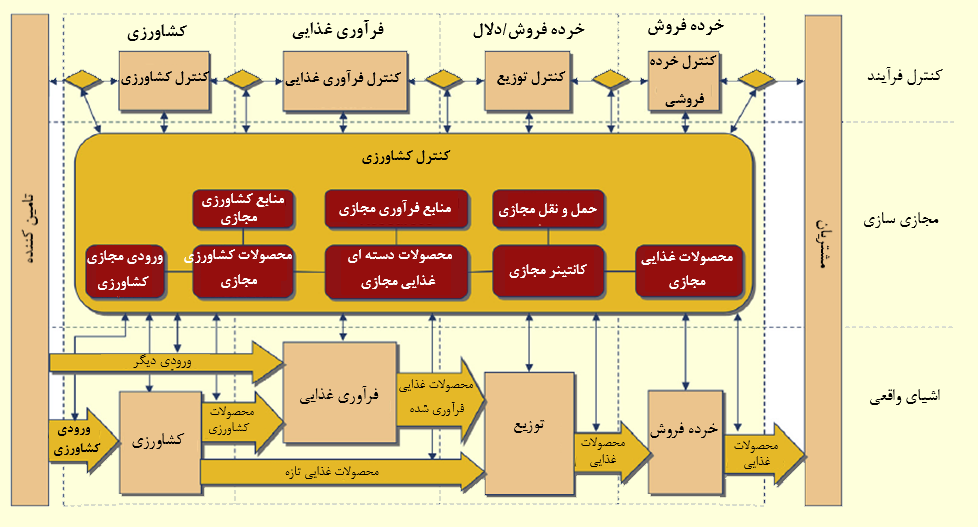 خرده فروش
خرده فروش/دلال
فرآوری غذایی
کشاورزی
کنترل فرآیند
کنترل خرده
فروشی
کنترل توزیع
کنترل فرآوری غذایی
کنترل کشاورزی
کنترل کشاورزی
مجازی سازی
حمل و نقل مجازی
منابع فرآوری مجازی
منابع کشاورزی
مجازی
محصولات غذایی
مجازی
کانتینر مجازی
محصولات دسته ای
غذایی مجازی
محصولات کشاورزی
مجازی
ورودی مجازی
کشاورزی
تامین کننده
مشتریان
اشیای واقعی
ورودی دیگر
فرآوری غذایی
محصولات غذایی
فرآوری شده
توزیع
خرده فروش
محصولات
غذایی
محصولات
غذایی
محصولات
کشاورزی
کشاورزی
ورودی
کشاورزی
محصولات غذایی تازه